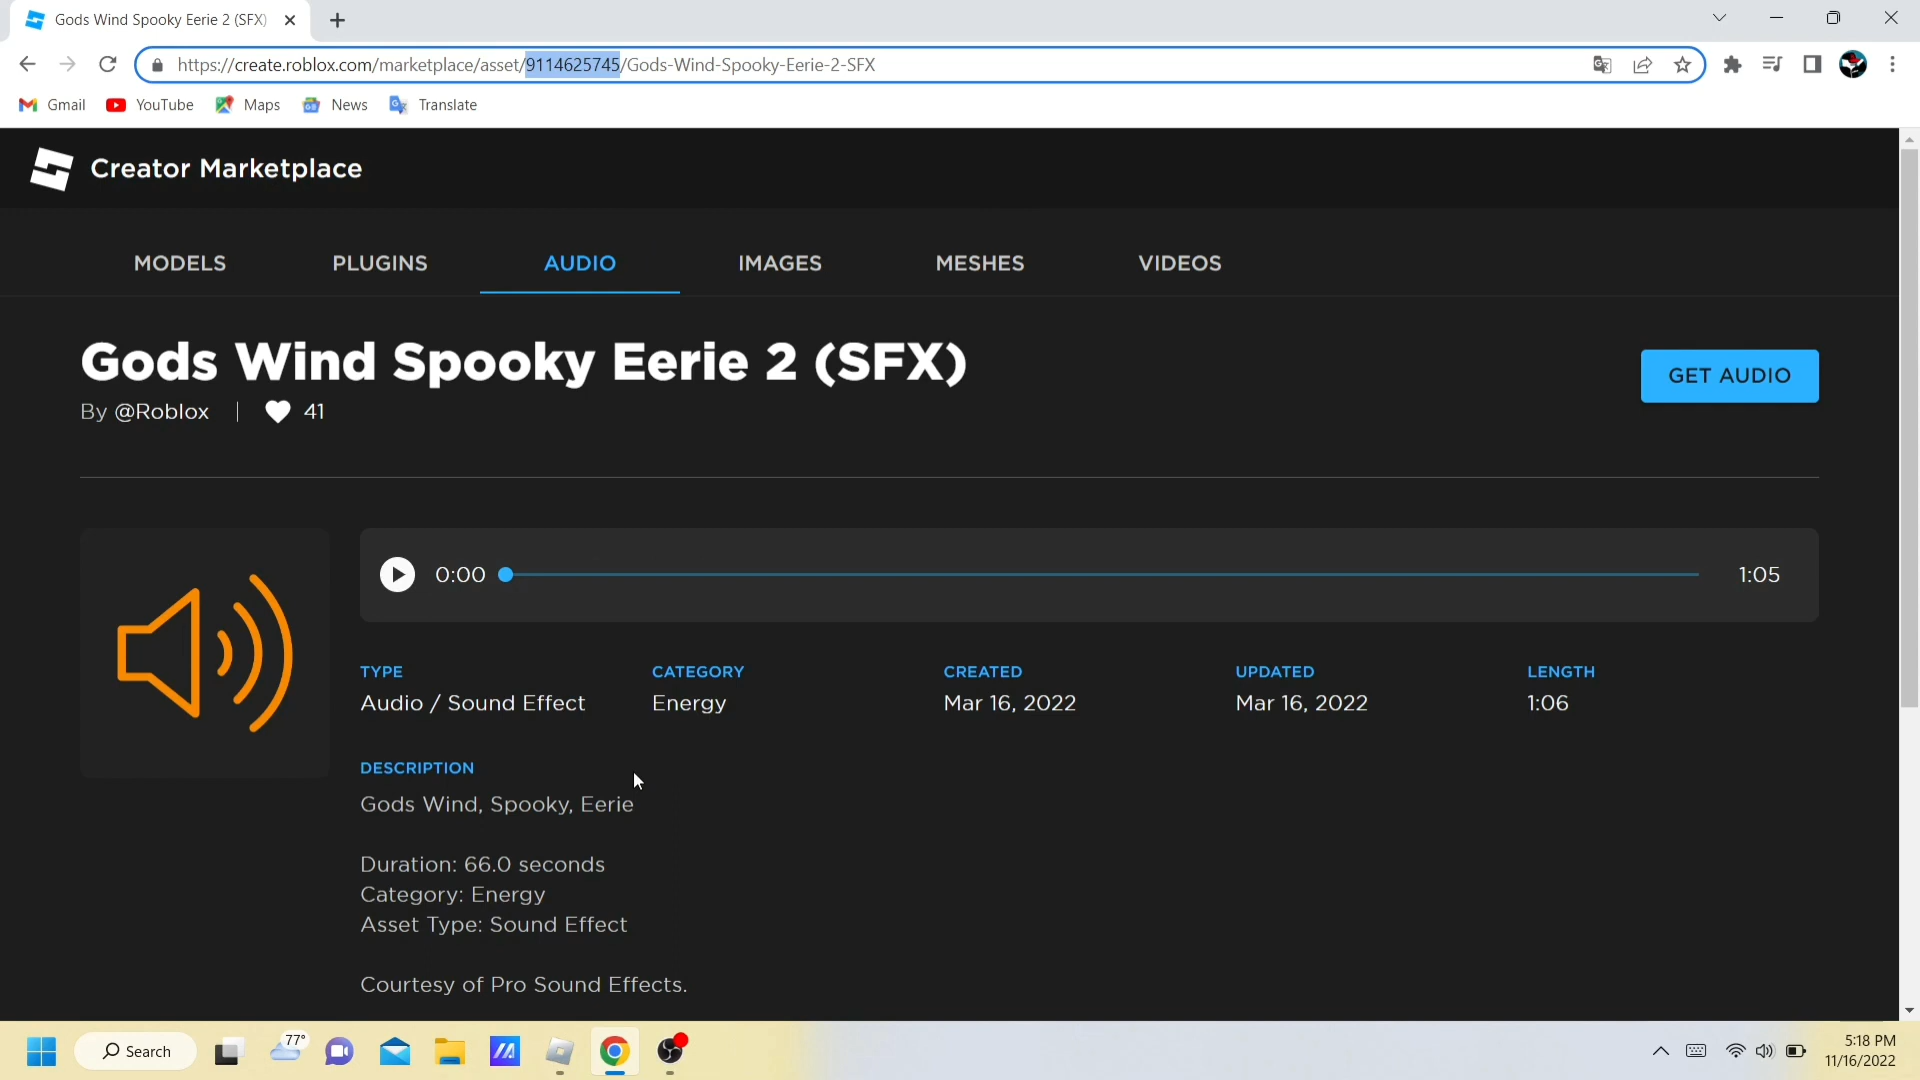 Gods Wind Spooky Eerie 2 (SFX)
https://create.roblox.com/marketplace/asset/9114625745/Gods-Wind-Spooky-Eerie-2-SFX
Gmail YouTube Maps News Translate
Creator Marketplace
MODELS PLUGINS AUDIO IMAGES MESHES VIDEOS
Gods Wind Spooky Eerie 2 (SFX)
GET AUDIO
By @Roblox | 41
0:00 1:05
TYPE CATEGORY CREATED UPDATED LENGTH
Audio / Sound Effect Energy Mar 16, 2022 Mar 16, 2022 1:06
DESCRIPTION
Gods Wind, Spooky, Eerie
Duration: 66.0 seconds
Category: Energy
Asset Type: Sound Effect
Courtesy of Pro Sound Effects.
Search 77° 5:18 PM
11/16/2022